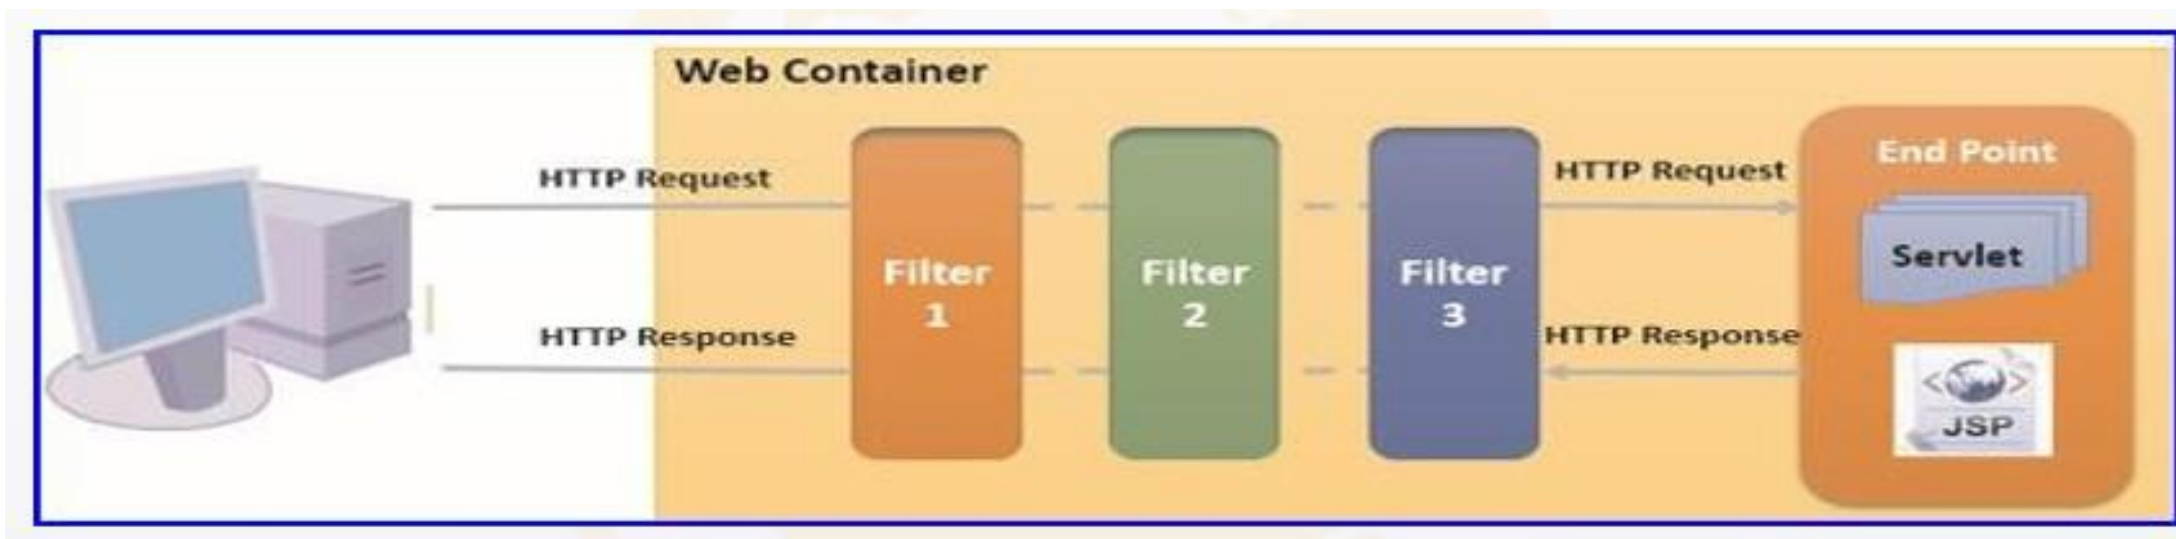 Web Container
HTTP Request
Filter
1
Filter
2
Filter
3
HTTP Request
End Point
Servlet
HTTP Response
HTTP Response
JSP